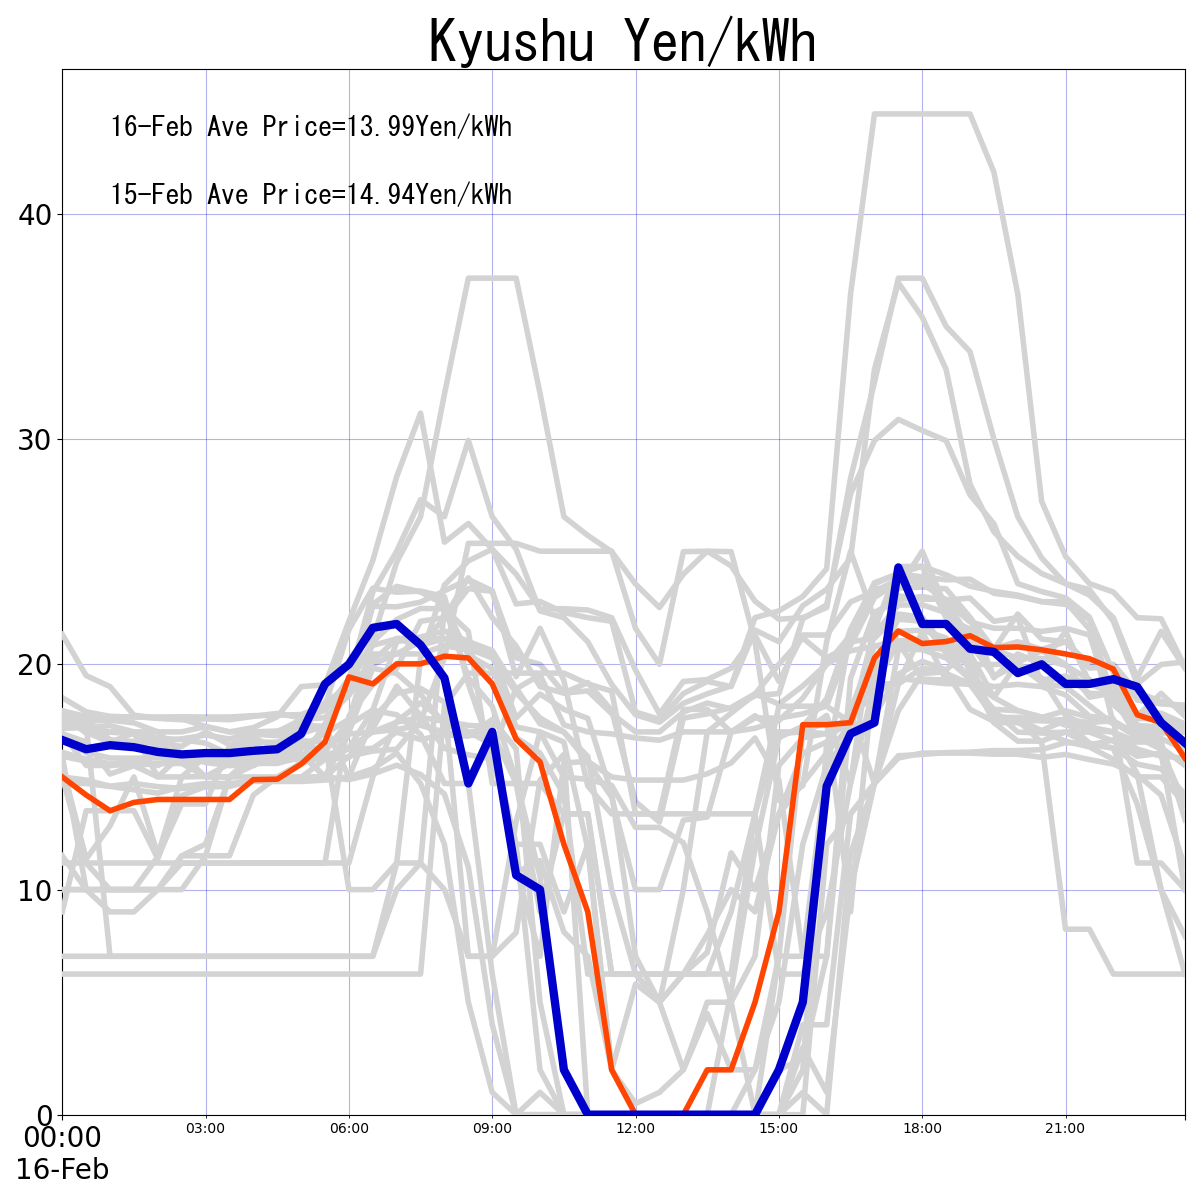 Kyushu Yen/kWh
16-Feb Ave Price=13.99Yen/kWh
15-Feb Ave Price=14.94Yen/kWh
40
30
20
10
0
00:00 03:00 06:00 09:00 12:00 15:00 18:00 21:00
16-Feb